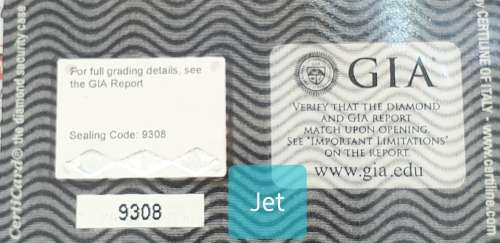 CertiCard® the diamond security case
For full grading details, see
the GIA Report
Sealing Code: 9308
9308
Jet
GIA
VERIFY THAT THE DIAMOND
AND GIA REPORT
MATCH UPON OPENING.
SEE "IMPORTANT LIMITATIONS"
ON THE REPORT.
www.gia.edu
by CERTILINE OF ITALY - www.certiline.com